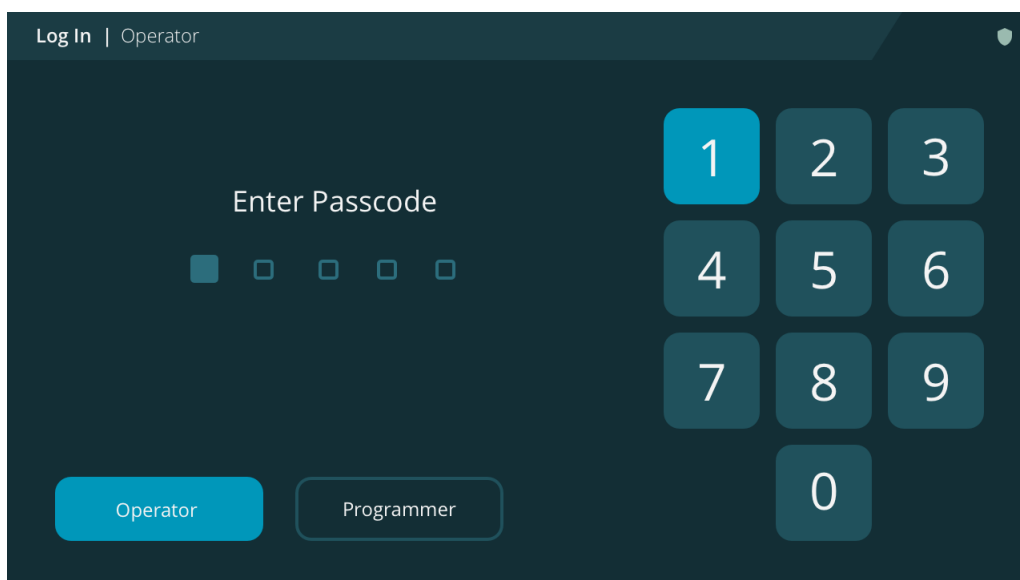 Log In | Operator
Enter Passcode
1 2 3
4 5 6
7 8 9
0
Operator
Programmer